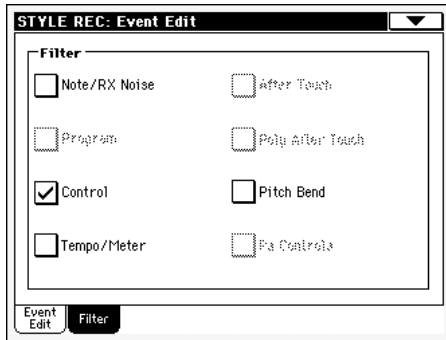 STYLE REC: Event Edit
Filter
Note/RX Noise
After Touch
Program
Poly After Touch
Control
Pitch Bend
Tempo/Meter
Pa Controls
Event Edit
Filter